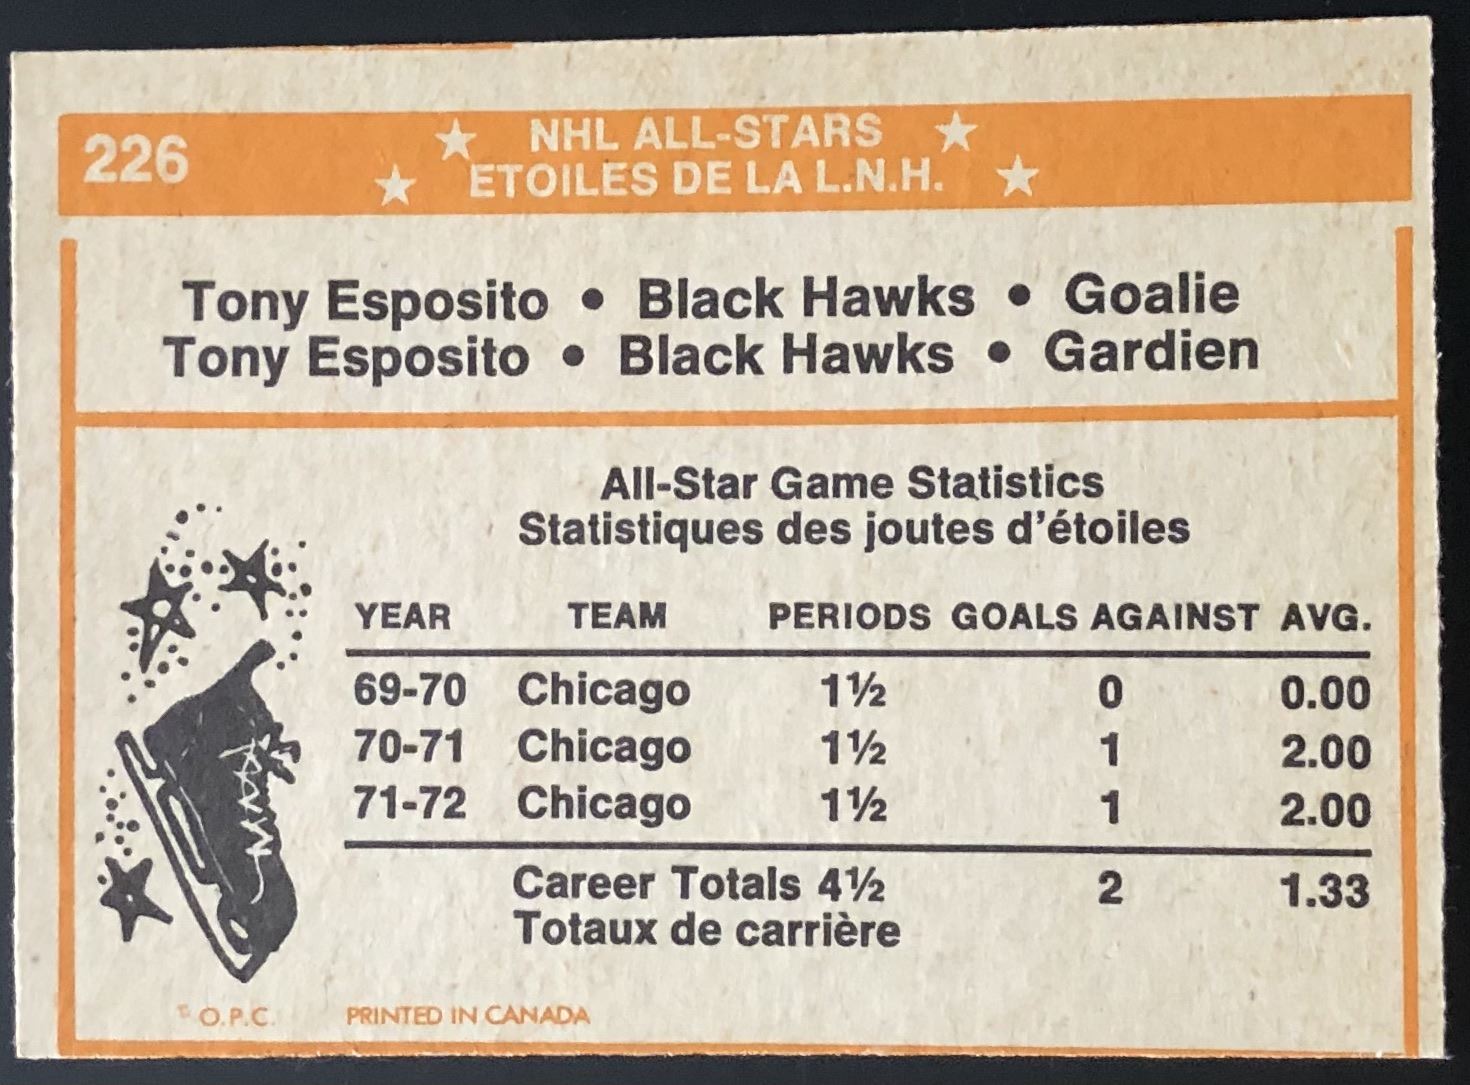 226
NHL ALL-STARS
ETOILES DE LA L.N.H.
Tony Esposito • Black Hawks • Goalie
Tony Esposito • Black Hawks • Gardien
All-Star Game Statistics
Statistiques des joutes d'étoiles
YEAR TEAM PERIODS GOALS AGAINST AVG.
69-70 Chicago 1½ 0 0.00
70-71 Chicago 1½ 1 2.00
71-72 Chicago 1½ 1 2.00
Career Totals 4½ 2 1.33
Totaux de carrière
© O.P.C. PRINTED IN CANADA